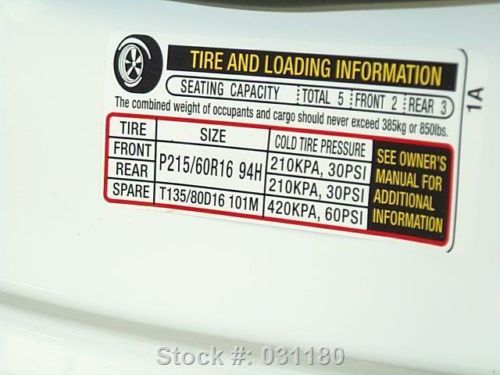 TIRE AND LOADING INFORMATION
SEATING CAPACITY TOTAL 5 FRONT 2 REAR 3
The combined weight of occupants and cargo should never exceed 385kg or 850lbs.
TIRE SIZE COLD TIRE PRESSURE
FRONT P215/60R16 94H 210KPA, 30PSI
REAR 210KPA, 30PSI
SPARE T135/80D16 101M 420KPA, 60PSI
SEE OWNER'S
MANUAL FOR
ADDITIONAL
INFORMATION
1A
Stock #: 031180